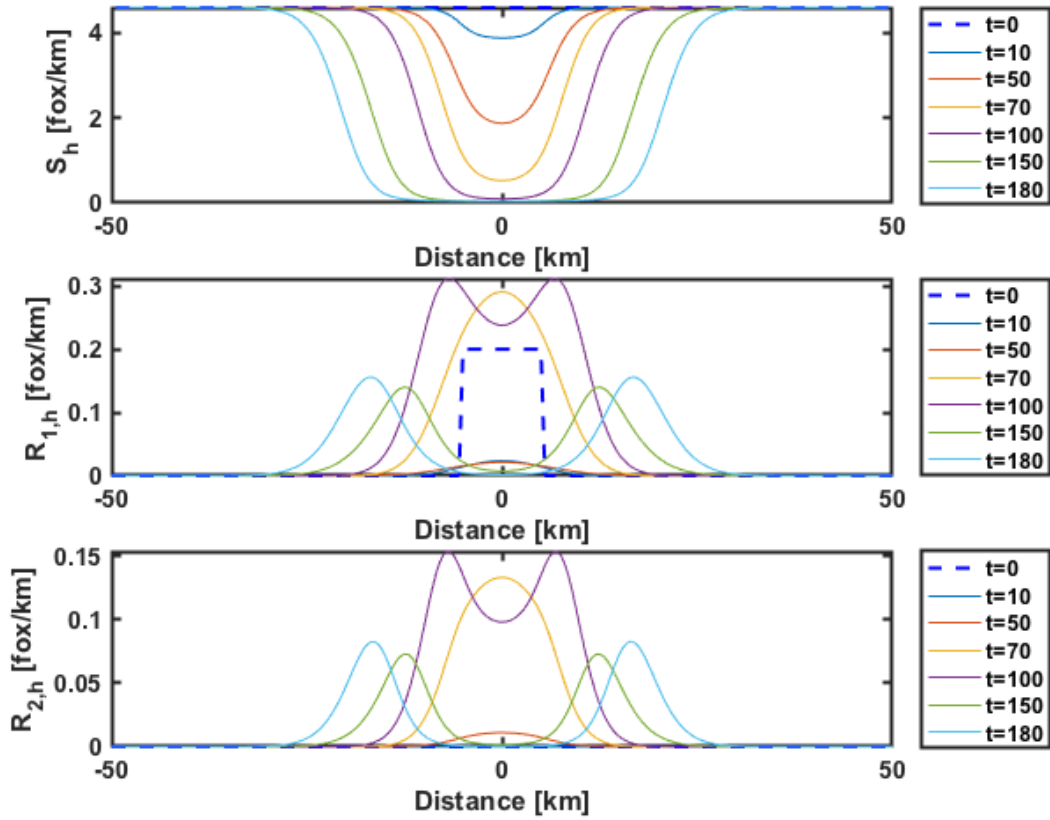 S_h [fox/km]
4
2
0
-50
0
50
Distance [km]
t=0
t=10
t=50
t=70
t=100
t=150
t=180
R_1,h [fox/km]
0.3
0.2
0.1
0
-50
0
50
Distance [km]
t=0
t=10
t=50
t=70
t=100
t=150
t=180
R_2,h [fox/km]
0.15
0.1
0.05
0
-50
0
50
Distance [km]
t=0
t=10
t=50
t=70
t=100
t=150
t=180